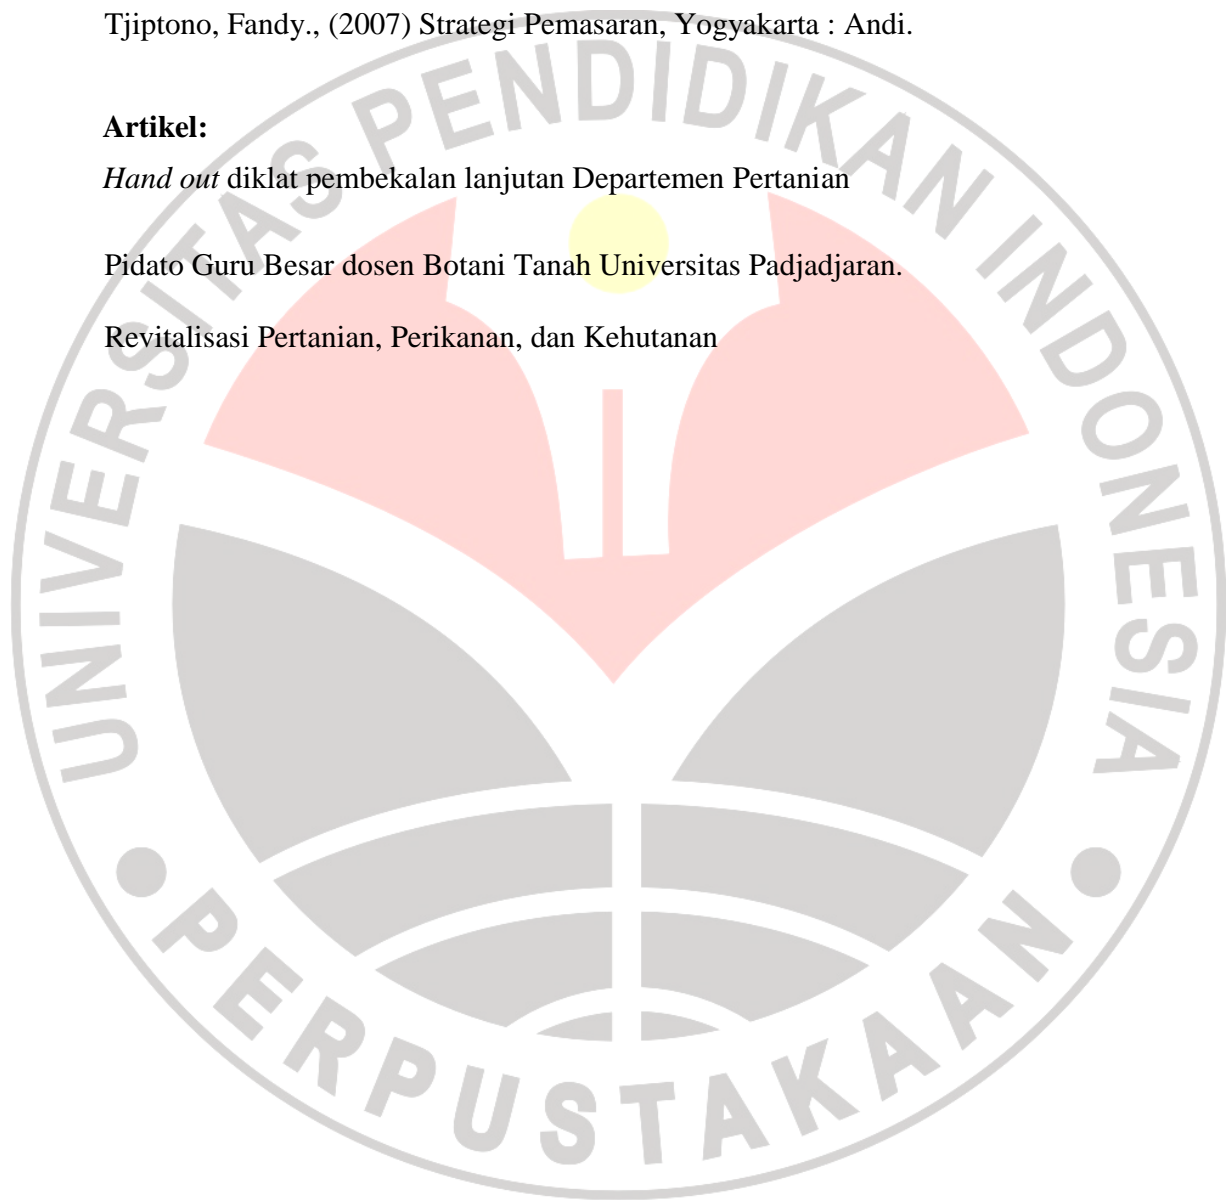 Tjiptono, Fandy., (2007) Strategi Pemasaran, Yogyakarta : Andi.
Artikel:
Hand out diklat pembekalan lanjutan Departemen Pertanian
Pidato Guru Besar dosen Botani Tanah Universitas Padjadjaran.
Revitalisasi Pertanian, Perikanan, dan Kehutanan
UNIVERSITAS PENDIDIKAN INDONESIA
PERPUSTAKAAN